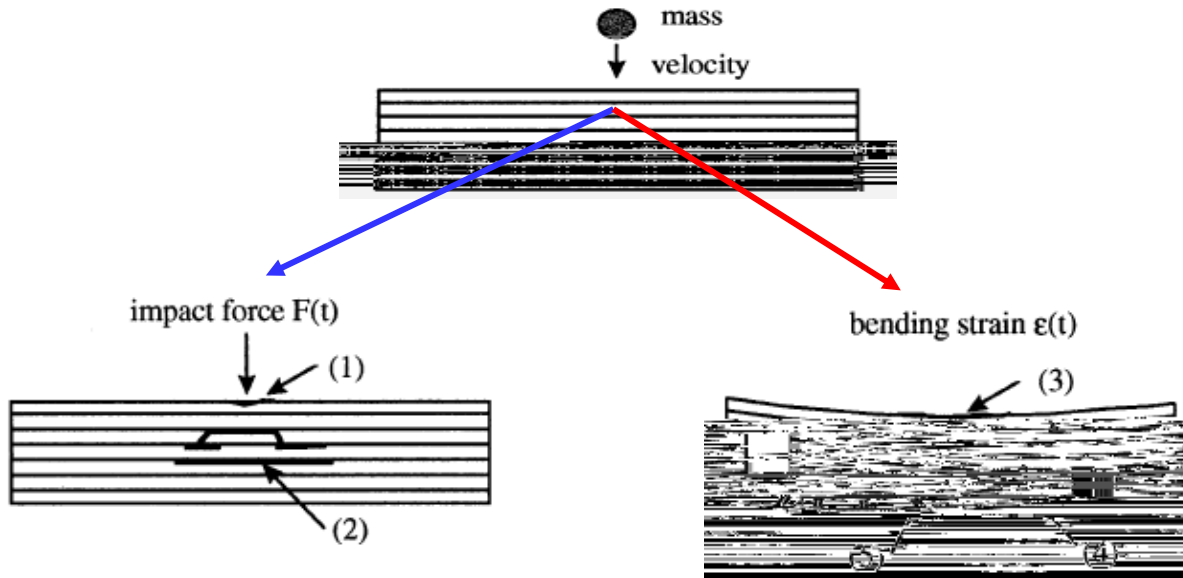 mass
velocity
impact force F(t)
bending strain ε(t)
(1)
(3)
(2)